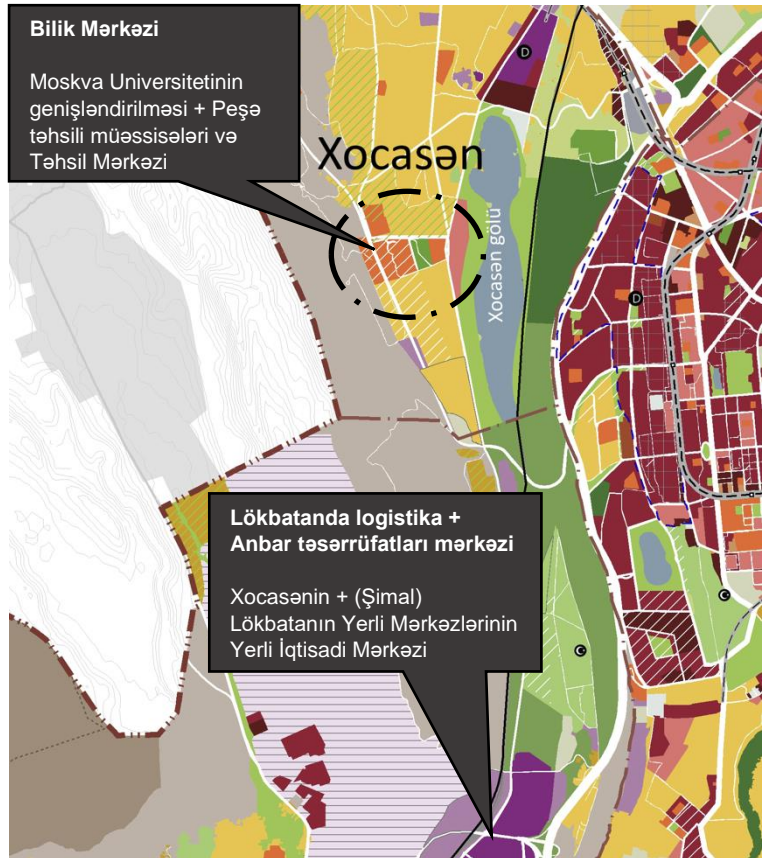 Bilik Mərkəzi
Moskva Universitetinin
genişləndirilməsi + Peşə
təhsili müəssisələri və
Təhsil Mərkəzi
Xocasən
Xocasən gölü
D
D
Lökbatanda logistika +
Anbar təsərrüfatları mərkəzi
Xocasənin + (Şimal)
Lökbatanın Yerli Mərkəzlərinin
Yerli İqtisadi Mərkəzi